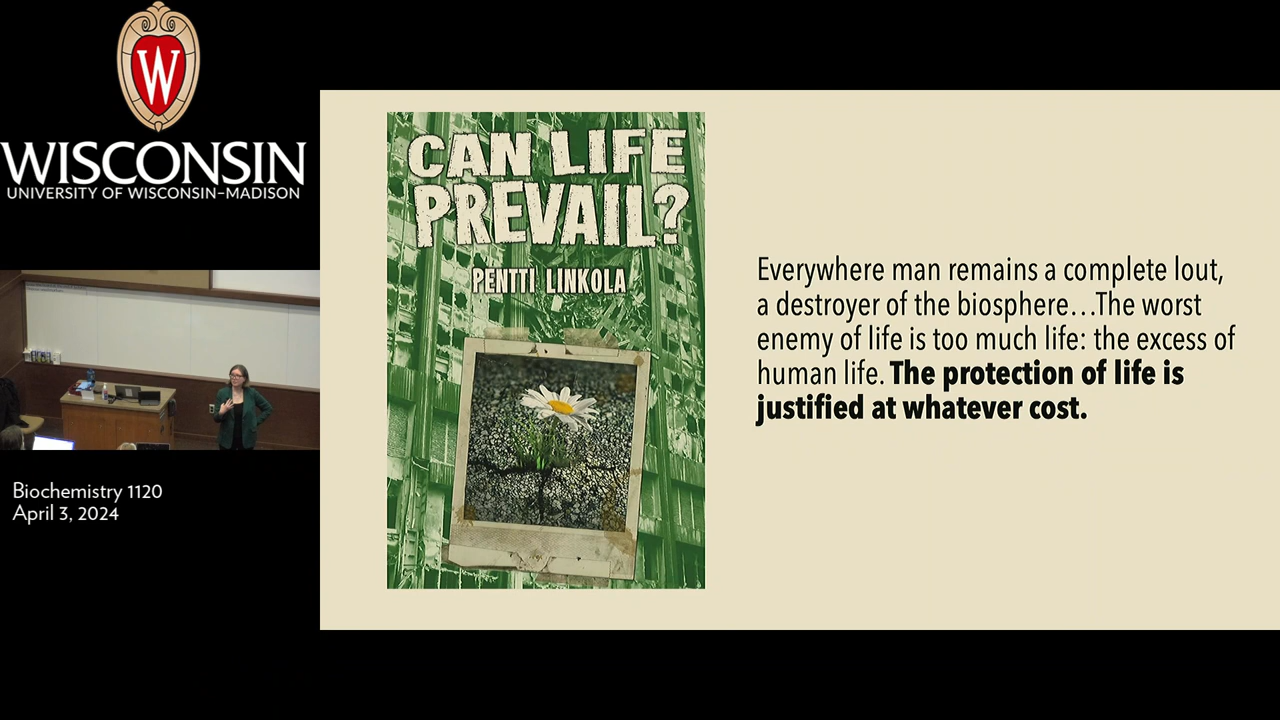 W
WISCONSIN
UNIVERSITY OF WISCONSIN–MADISON
Biochemistry 1120
April 3, 2024
CAN LIFE
PREVAIL?
PENTTI LINKOLA
Everywhere man remains a complete lout,
a destroyer of the biosphere…The worst
enemy of life is too much life: the excess of
human life. The protection of life is
justified at whatever cost.